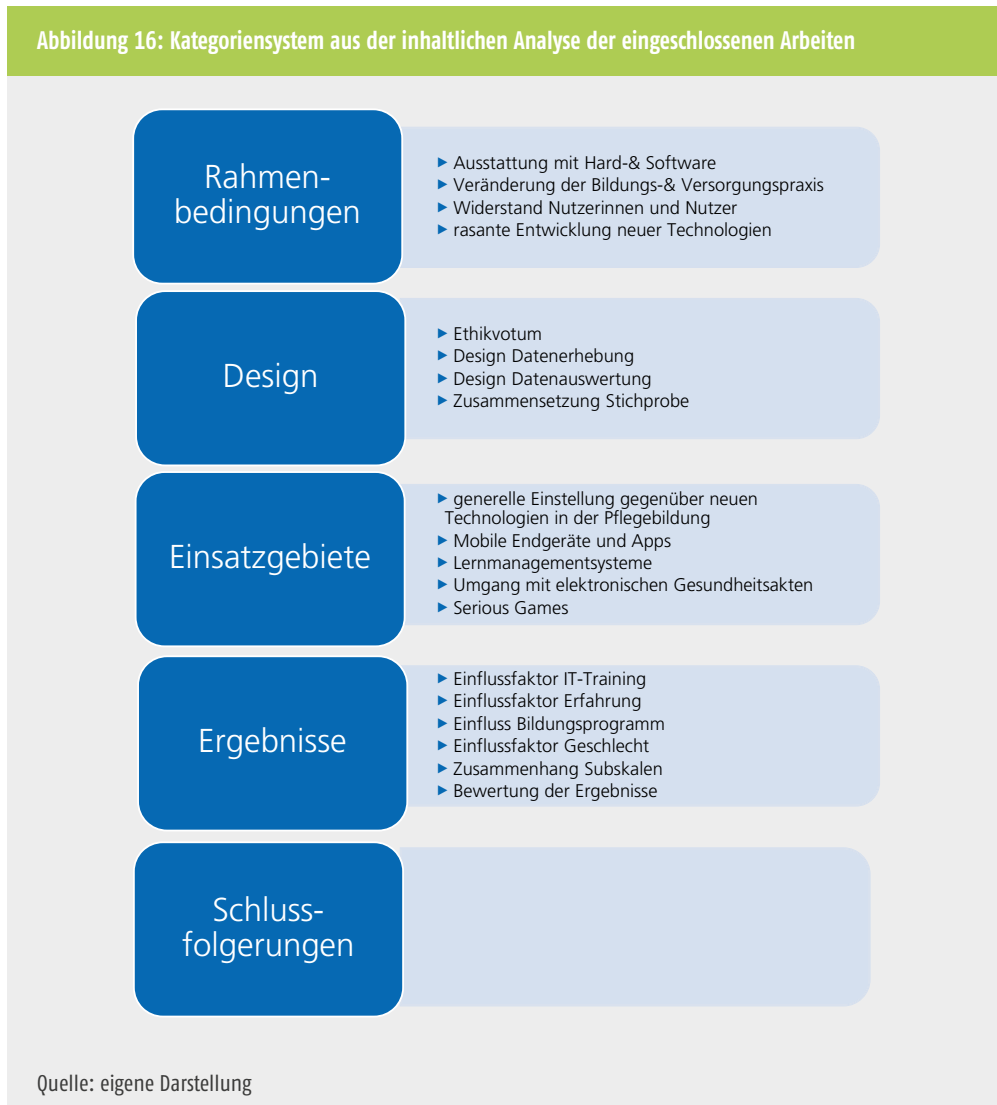 Abbildung 16: Kategoriensystem aus der inhaltlichen Analyse der eingeschlossenen Arbeiten
Rahmen-
bedingungen
▶ Ausstattung mit Hard-& Software
▶ Veränderung der Bildungs-& Versorgungspraxis
▶ Widerstand Nutzerinnen und Nutzer
▶ rasante Entwicklung neuer Technologien
Design
▶ Ethikvotum
▶ Design Datenerhebung
▶ Design Datenauswertung
▶ Zusammensetzung Stichprobe
Einsatzgebiete
▶ generelle Einstellung gegenüber neuen
Technologien in der Pflegebildung
▶ Mobile Endgeräte und Apps
▶ Lernmanagementsysteme
▶ Umgang mit elektronischen Gesundheitsakten
▶ Serious Games
Ergebnisse
▶ Einflussfaktor IT-Training
▶ Einflussfaktor Erfahrung
▶ Einfluss Bildungsprogramm
▶ Einflussfaktor Geschlecht
▶ Zusammenhang Subskalen
▶ Bewertung der Ergebnisse
Schluss-
folgerungen
Quelle: eigene Darstellung